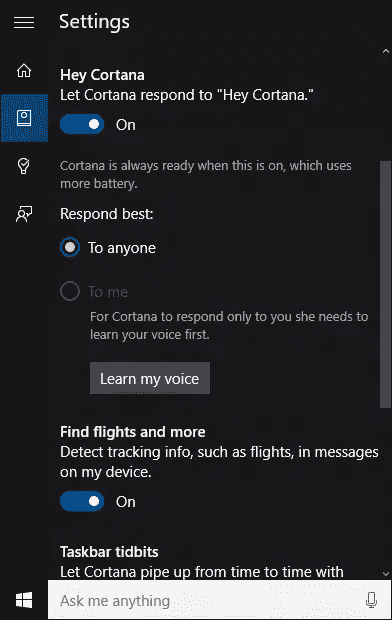 Settings
Hey Cortana
Let Cortana respond to "Hey Cortana."
On
Cortana is always ready when this is on, which uses
more battery.
Respond best:
To anyone
To me
For Cortana to respond only to you she needs to
learn your voice first.
Learn my voice
Find flights and more
Detect tracking info, such as flights, in messages
on my device.
On
Taskbar tidbits
Let Cortana pipe up from time to time with
Ask me anything